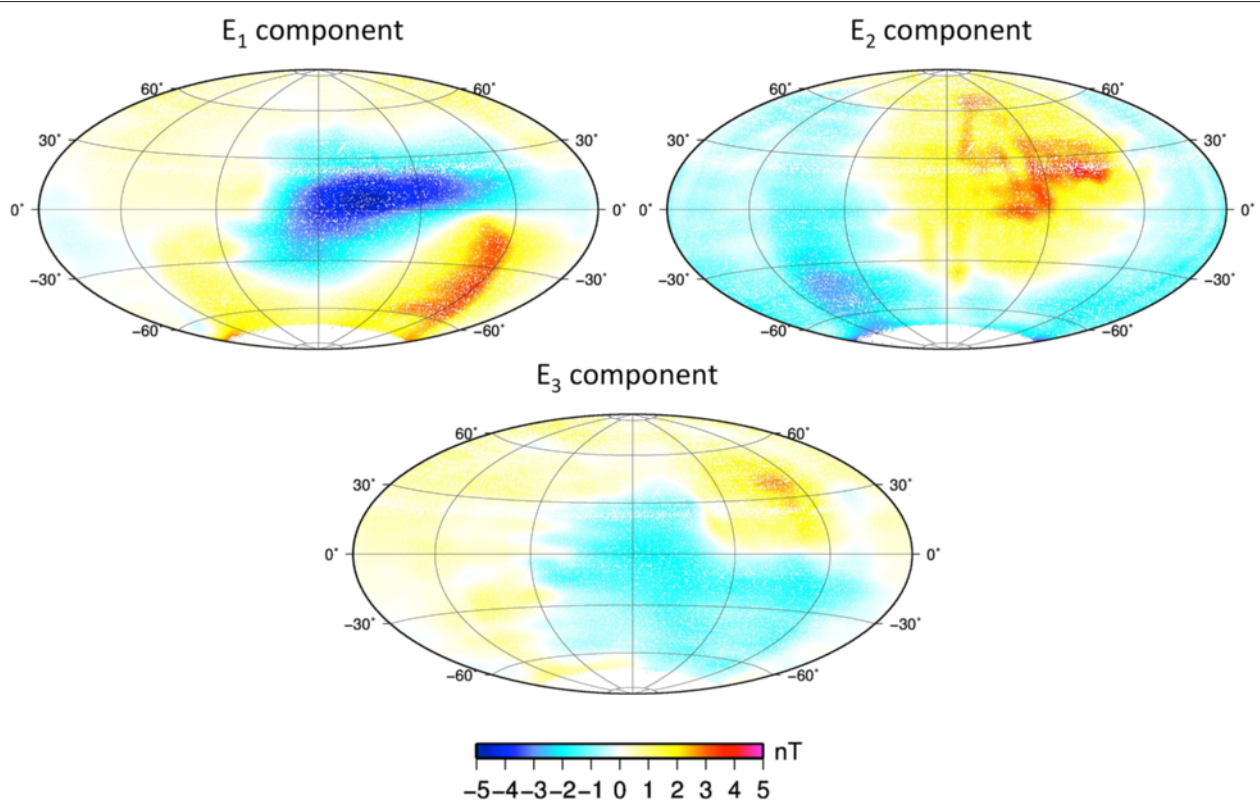 E₁ component
E₂ component
60˚ 60˚ 60˚ 60˚
30˚ 30˚ 30˚ 30˚
0˚ 0˚ 0˚ 0˚
−30˚ −30˚ −30˚ −30˚
−60˚ −60˚ −60˚ −60˚
E₃ component
60˚ 60˚
30˚ 30˚
0˚ 0˚
−30˚ −30˚
−60˚ −60˚
nT
−5 −4 −3 −2 −1 0 1 2 3 4 5